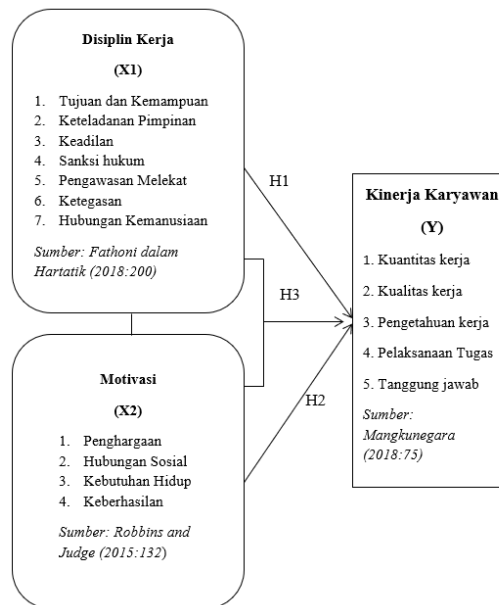 Disiplin Kerja
(X1)
1. Tujuan dan Kemampuan
2. Keteladanan Pimpinan
3. Keadilan
4. Sanksi hukum
5. Pengawasan Melekat
6. Ketegasan
7. Hubungan Kemanusiaan
Sumber: Fathoni dalam
Hartatik (2018:200)
Motivasi
(X2)
1. Penghargaan
2. Hubungan Sosial
3. Kebutuhan Hidup
4. Keberhasilan
Sumber: Robbins and
Judge (2015:132)
H1
H3
H2
Kinerja Karyawan
(Y)
1. Kuantitas kerja
2. Kualitas kerja
3. Pengetahuan kerja
4. Pelaksanaan Tugas
5. Tanggung jawab
Sumber:
Mangkunegara
(2018:75)